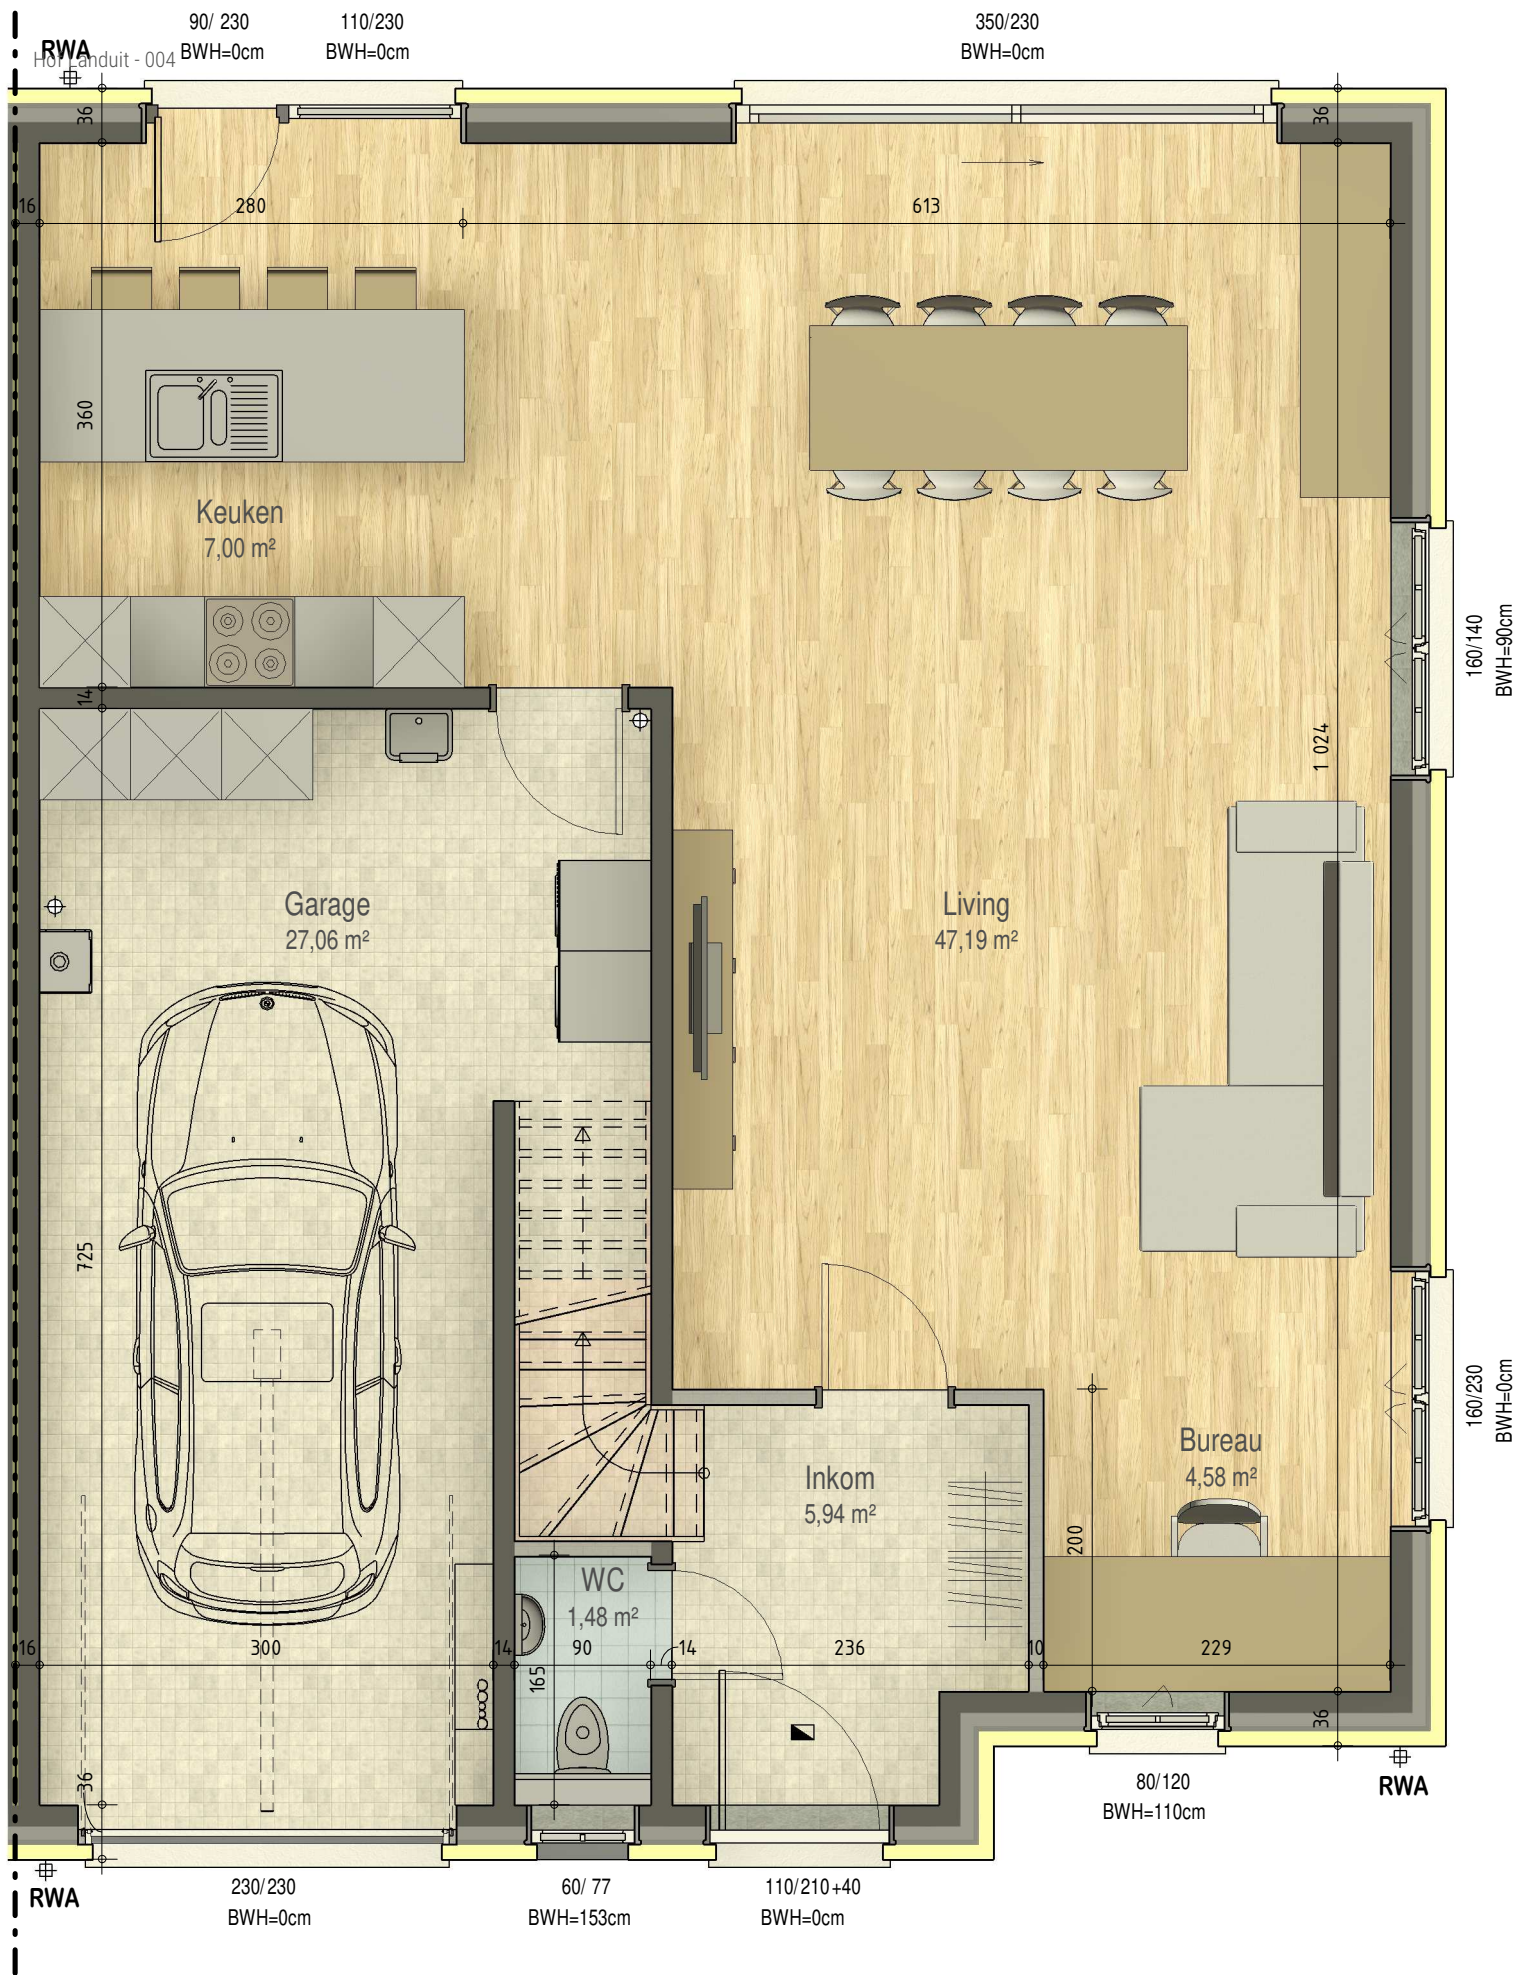 90/ 230
BWH=0cm
110/230
BWH=0cm
350/230
BWH=0cm
RWA
Hof Landuit - 004
36
36
16
280
613
360
Keuken
7,00 m²
160/140
BWH=90cm
14
1 024
Garage
27,06 m²
Living
47,19 m²
725
160/230
BWH=0cm
Bureau
4,58 m²
Inkom
5,94 m²
200
WC
1,48 m²
16
300
14
90
14
236
10
229
165
36
36
80/120
BWH=110cm
RWA
RWA
230/230
BWH=0cm
60/ 77
BWH=153cm
110/210+40
BWH=0cm